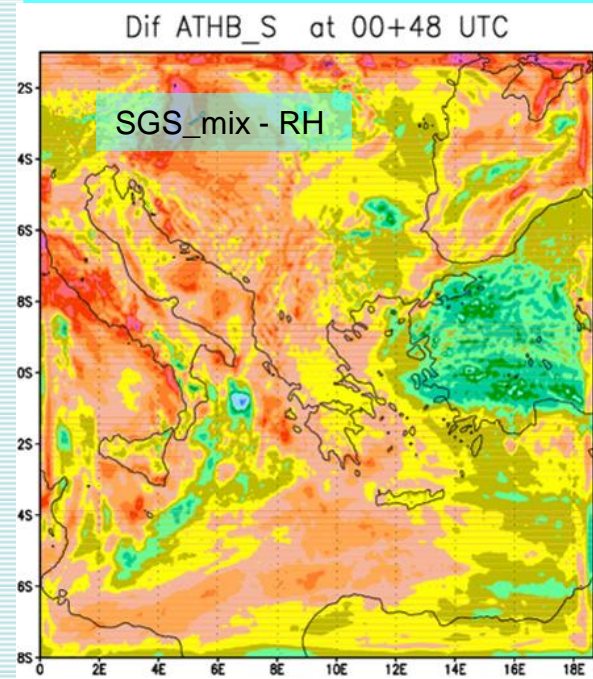 Dif ATHB_S at 00+48 UTC
SGS_mix - RH
2S
4S
6S
8S
0S
2S
4S
6S
8S
0 2E 4E 6E 8E 10E 12E 14E 16E 18E